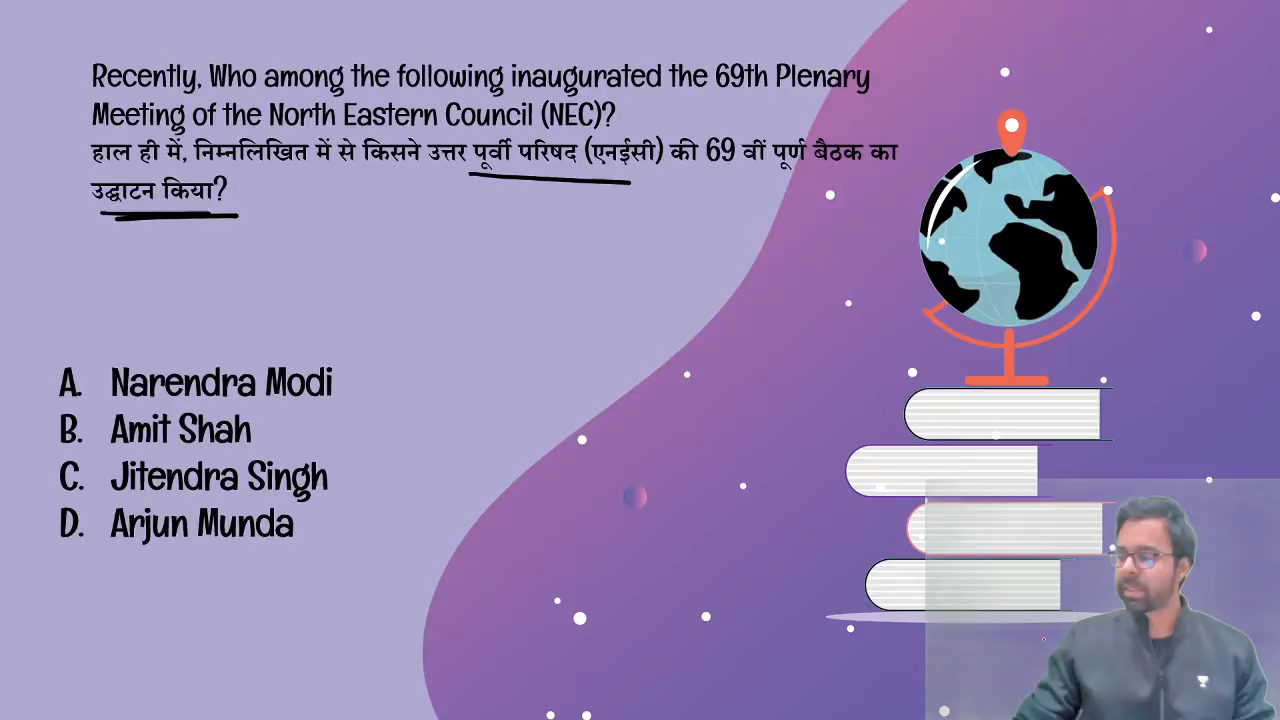 Recently, Who among the following inaugurated the 69th Plenary
Meeting of the North Eastern Council (NEC)?
हाल ही में, निम्नलिखित में से किसने उत्तर पूर्वी परिषद (एनईसी) की 69 वीं पूर्ण बैठक का
उद्घाटन किया?
A. Narendra Modi
B. Amit Shah
C. Jitendra Singh
D. Arjun Munda